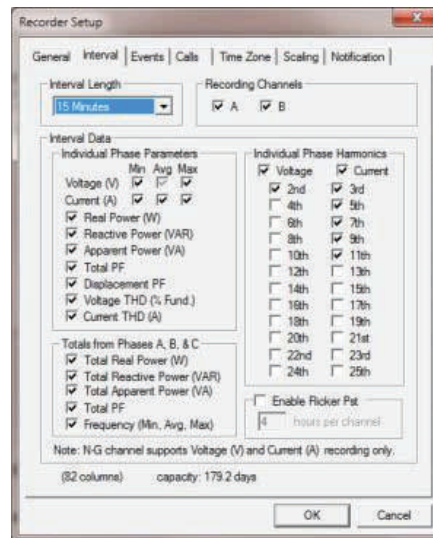 Recorder Setup
General Interval Events Calls Time Zone Scaling Notification
Interval Length
15 Minutes
Recording Channels
A B
Interval Data
Individual Phase Parameters
Min Avg Max
Voltage (V)
Current (A)
Real Power (W)
Reactive Power (VAR)
Apparent Power (VA)
Total PF
Displacement PF
Voltage THD (% Fund.)
Current THD (A)
Individual Phase Harmonics
Voltage Current
2nd 3rd
4th 5th
6th 7th
8th 9th
10th 11th
12th 13th
14th 15th
16th 17th
18th 19th
20th 21st
22nd 23rd
24th 25th
Totals from Phases A, B, & C
Total Real Power (W)
Total Reactive Power (VAR)
Total Apparent Power (VA)
Total PF
Frequency (Min, Avg, Max)
Enable Flicker Pst
4 hours per channel
Note: N-G channel supports Voltage (V) and Current (A) recording only.
(82 columns) capacity: 179.2 days
OK Cancel